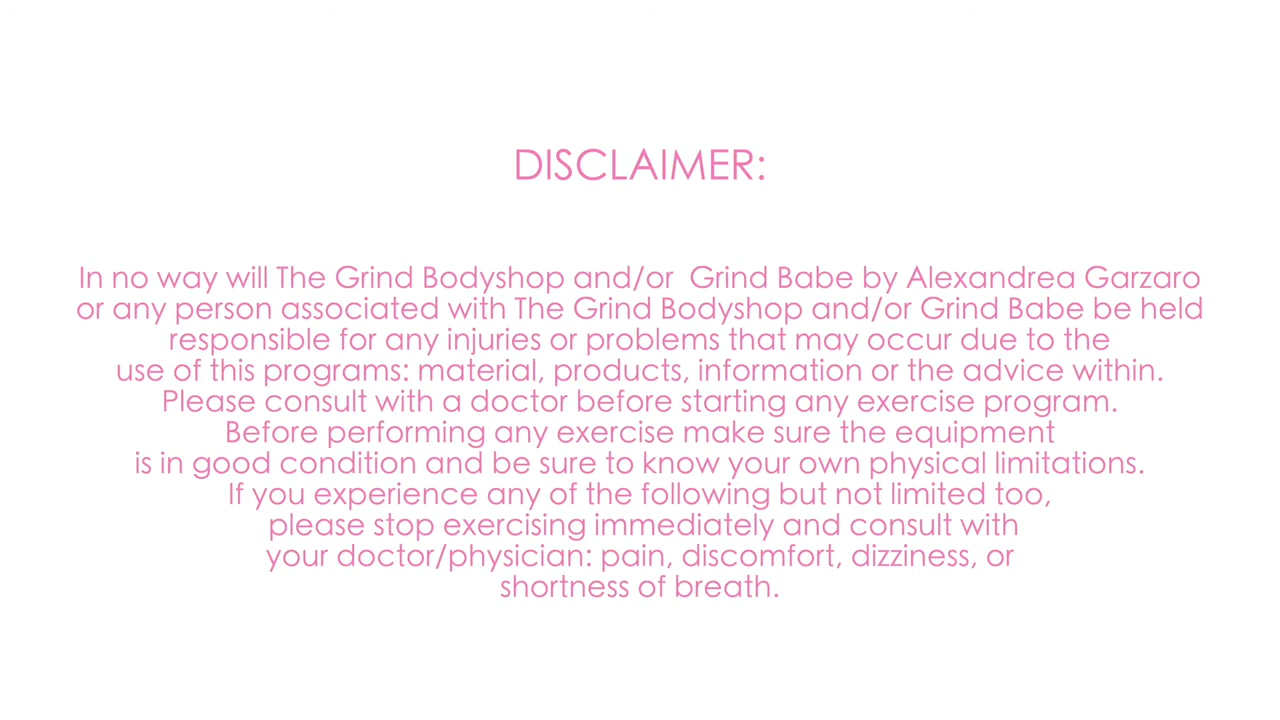 DISCLAIMER:
In no way will The Grind Bodyshop and/or  Grind Babe by Alexandrea Garzaro
or any person associated with The Grind Bodyshop and/or Grind Babe be held
responsible for any injuries or problems that may occur due to the
use of this programs: material, products, information or the advice within.
Please consult with a doctor before starting any exercise program.
Before performing any exercise make sure the equipment
is in good condition and be sure to know your own physical limitations.
If you experience any of the following but not limited too,
please stop exercising immediately and consult with
your doctor/physician: pain, discomfort, dizziness, or
shortness of breath.